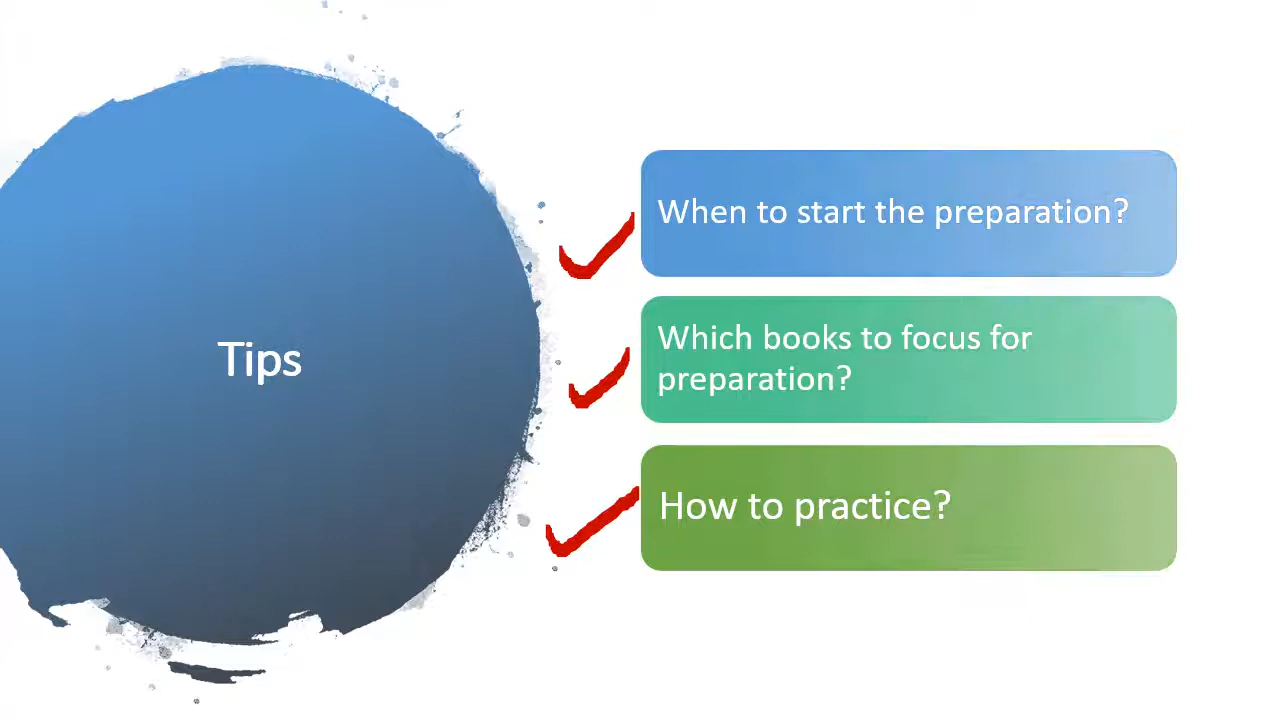 Tips
When to start the preparation?
Which books to focus for
preparation?
How to practice?